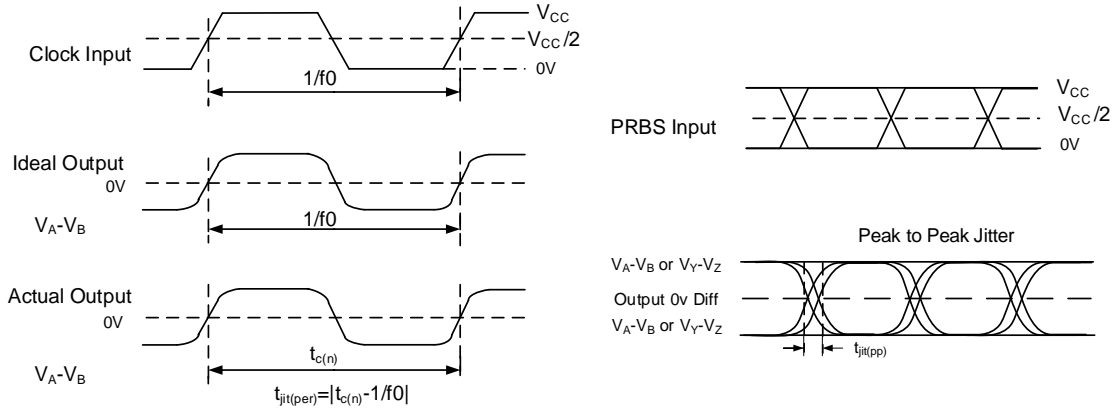 Clock Input
V_CC
V_CC/2
0V
1/f0
Ideal Output
0V
V_A-V_B
1/f0
Actual Output
0V
V_A-V_B
t_c(n)
t_jit(per)=|t_c(n)-1/f0|
PRBS Input
V_CC
V_CC/2
0V
Peak to Peak Jitter
V_A-V_B or V_Y-V_Z
Output 0v Diff
V_A-V_B or V_Y-V_Z
t_jit(pp)